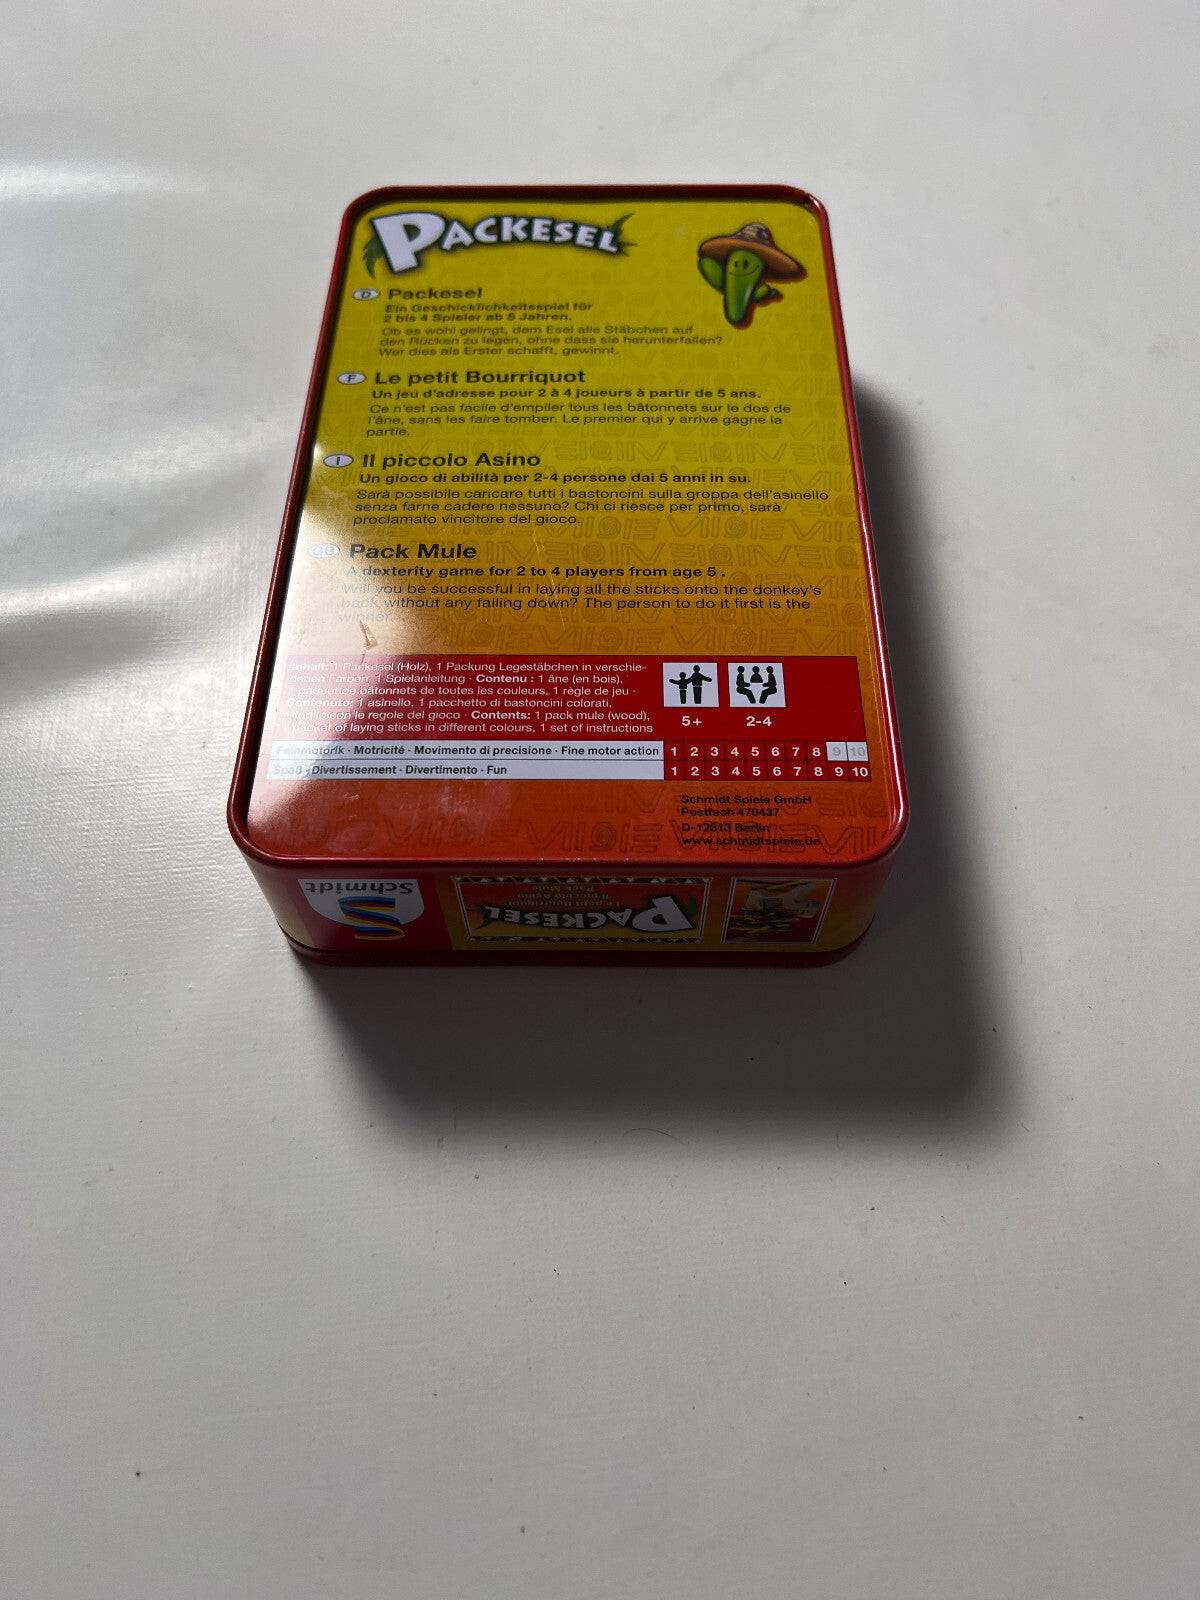 PACKESEL
D Packesel
Ein Geschicklichkeitsspiel für
2 bis 4 Spieler ab 5 Jahren.
Ob es wohl gelingt, dem Esel alle Stäbchen auf
den Rücken zu legen, ohne dass sie herunterfallen?
Wer dies als Erster schafft, gewinnt.
F Le petit Bourriquot
Un jeu d'adresse pour 2 à 4 joueurs à partir de 5 ans.
Ce n'est pas facile d'empiler tous les bâtonnets sur le dos de
l'âne, sans les faire tomber. Le premier qui y arrive gagne la
partie.
I Il piccolo Asino
Un gioco di abilità per 2-4 persone dai 5 anni in su.
Sarà possibile caricare tutti i bastoncini sulla groppa dell'asinello
senza farne cadere nessuno? Chi ci riesce per primo, sarà
proclamato vincitore del gioco.
GB Pack Mule
A dexterity game for 2 to 4 players from age 5 .
Will you be successful in laying all the sticks onto the donkey's
back without any falling down? The person to do it first is the
winner.
Inhalt: 1 Packesel (Holz), 1 Packung Legestäbchen in verschie-
denen Farben, 1 Spielanleitung · Contenu : 1 âne (en bois),
1 paquet de bâtonnets de toutes les couleurs, 1 règle de jeu ·
Contenuto: 1 asinello, 1 pacchetto di bastoncini colorati,
1 foglio con le regole del gioco · Contents: 1 pack mule (wood),
1 packet of laying sticks in different colours, 1 set of instructions
5+ 2-4
Feinmotorik · Motricité · Movimento di precisione · Fine motor action 1 2 3 4 5 6 7 8 9 10
Spaß · Divertissement · Divertimento · Fun 1 2 3 4 5 6 7 8 9 10
Schmidt Spiele GmbH
Postfach 470437
D-12313 Berlin
www.schmidtspiele.de
Schmidt
PACKESEL
Le petit Bourriquot
Il piccolo Asino
Pack Mule